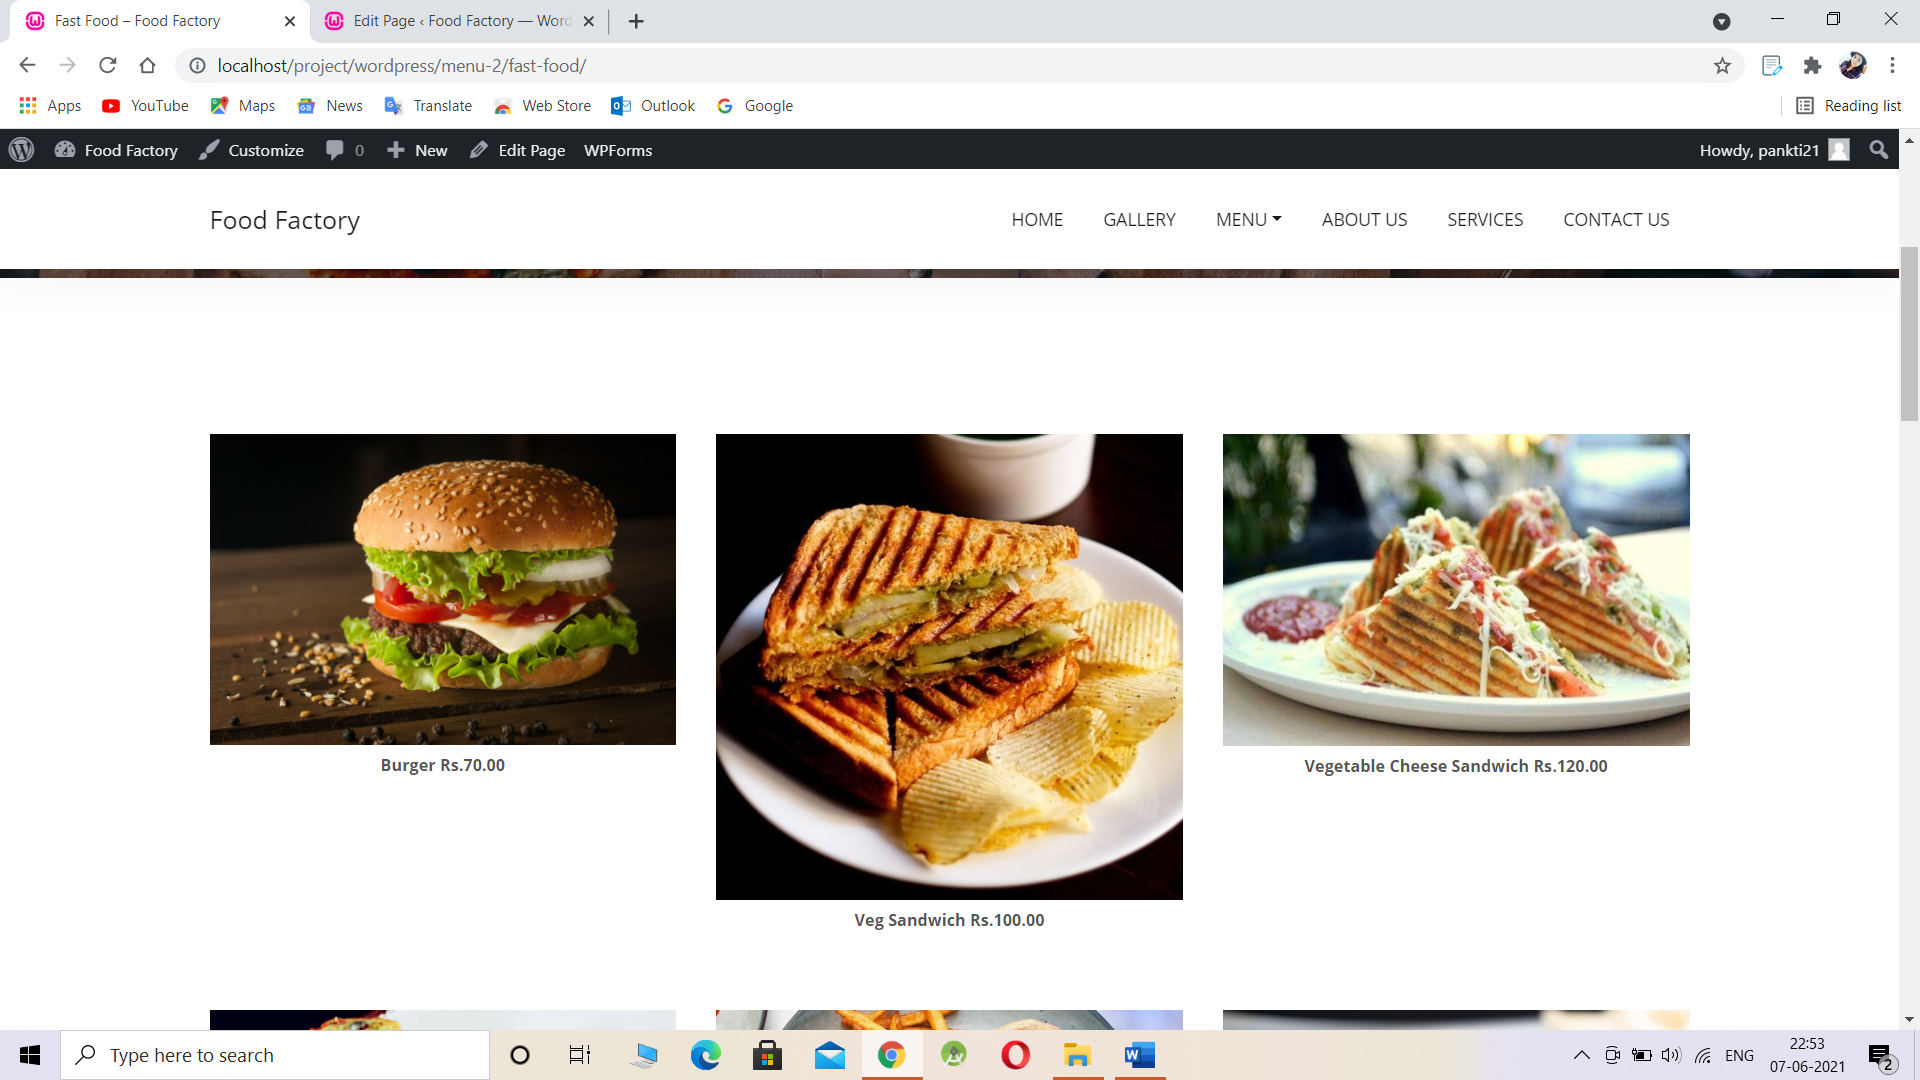 Fast Food – Food Factory
Edit Page ‹ Food Factory — Word
localhost/project/wordpress/menu-2/fast-food/
Apps YouTube Maps News Translate Web Store Outlook Google Reading list
Food Factory Customize 0 New Edit Page WPForms Howdy, pankti21
Food Factory HOME GALLERY MENU ABOUT US SERVICES CONTACT US
Burger Rs.70.00
Vegetable Cheese Sandwich Rs.120.00
Veg Sandwich Rs.100.00
Type here to search
ENG
22:53
07-06-2021
2